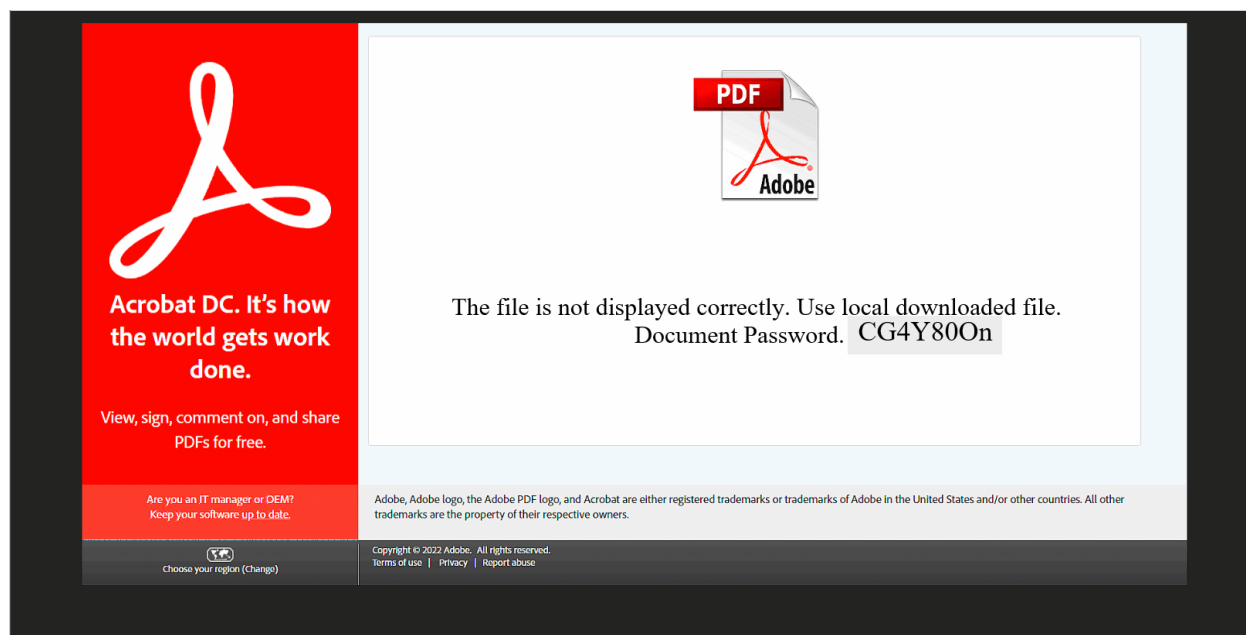 PDF
Adobe
Acrobat DC. It's how
the world gets work
done.
View, sign, comment on, and share
PDFs for free.
The file is not displayed correctly. Use local downloaded file.
Document Password. CG4Y80On
Are you an IT manager or OEM?
Keep your software up to date.
Adobe, Adobe logo, the Adobe PDF logo, and Acrobat are either registered trademarks or trademarks of Adobe in the United States and/or other countries. All other
trademarks are the property of their respective owners.
Choose your region (Change)
Copyright © 2022 Adobe. All rights reserved.
Terms of use | Privacy | Report abuse